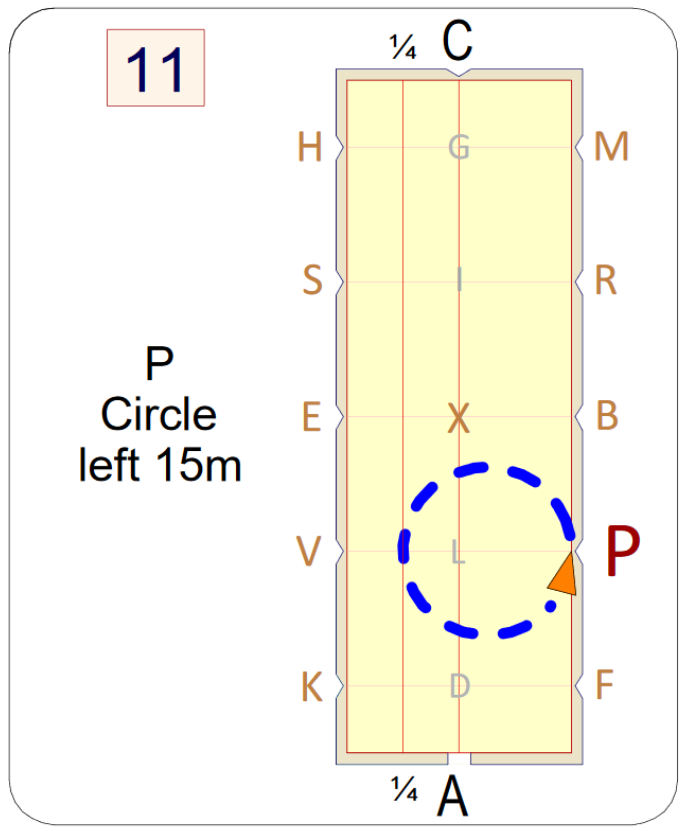 11
¼ C
H G M
S I R
P
Circle
left 15m
E X B
V L P
K D F
¼ A